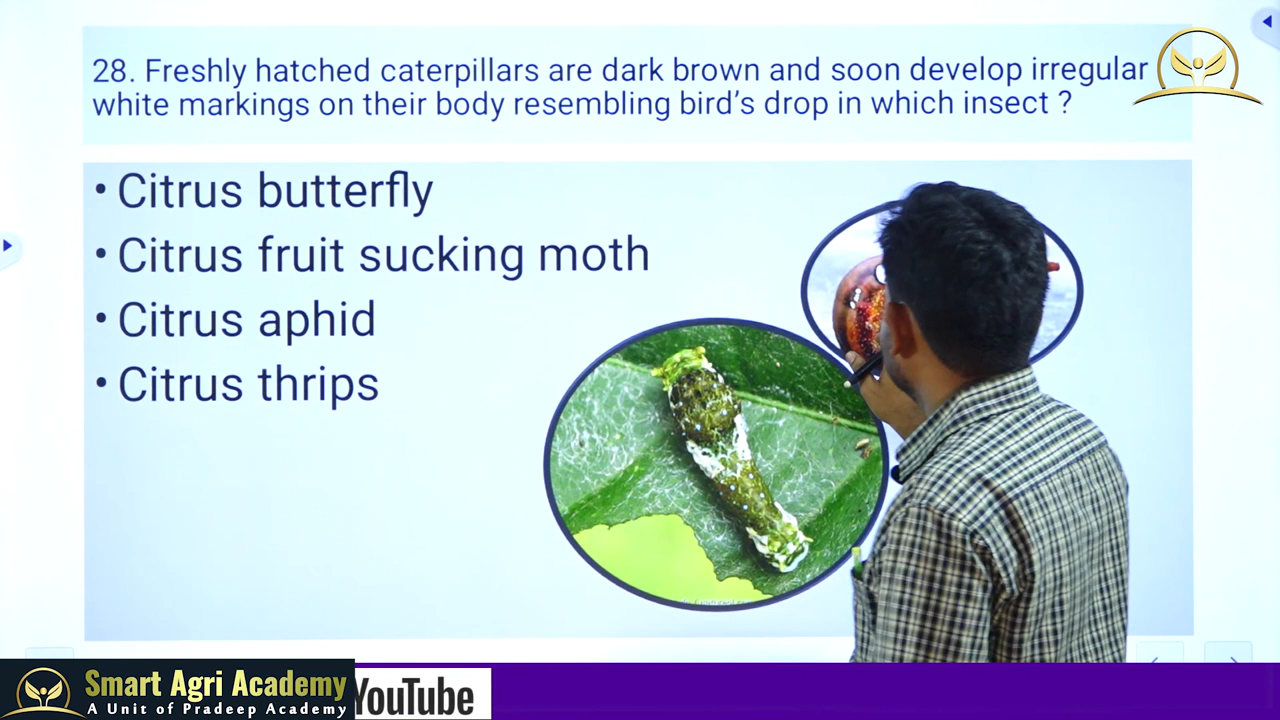 28. Freshly hatched caterpillars are dark brown and soon develop irregular
white markings on their body resembling bird’s drop in which insect ?
• Citrus butterfly
• Citrus fruit sucking moth
• Citrus aphid
• Citrus thrips
Smart Agri Academy
A Unit of Pradeep Academy
YouTube